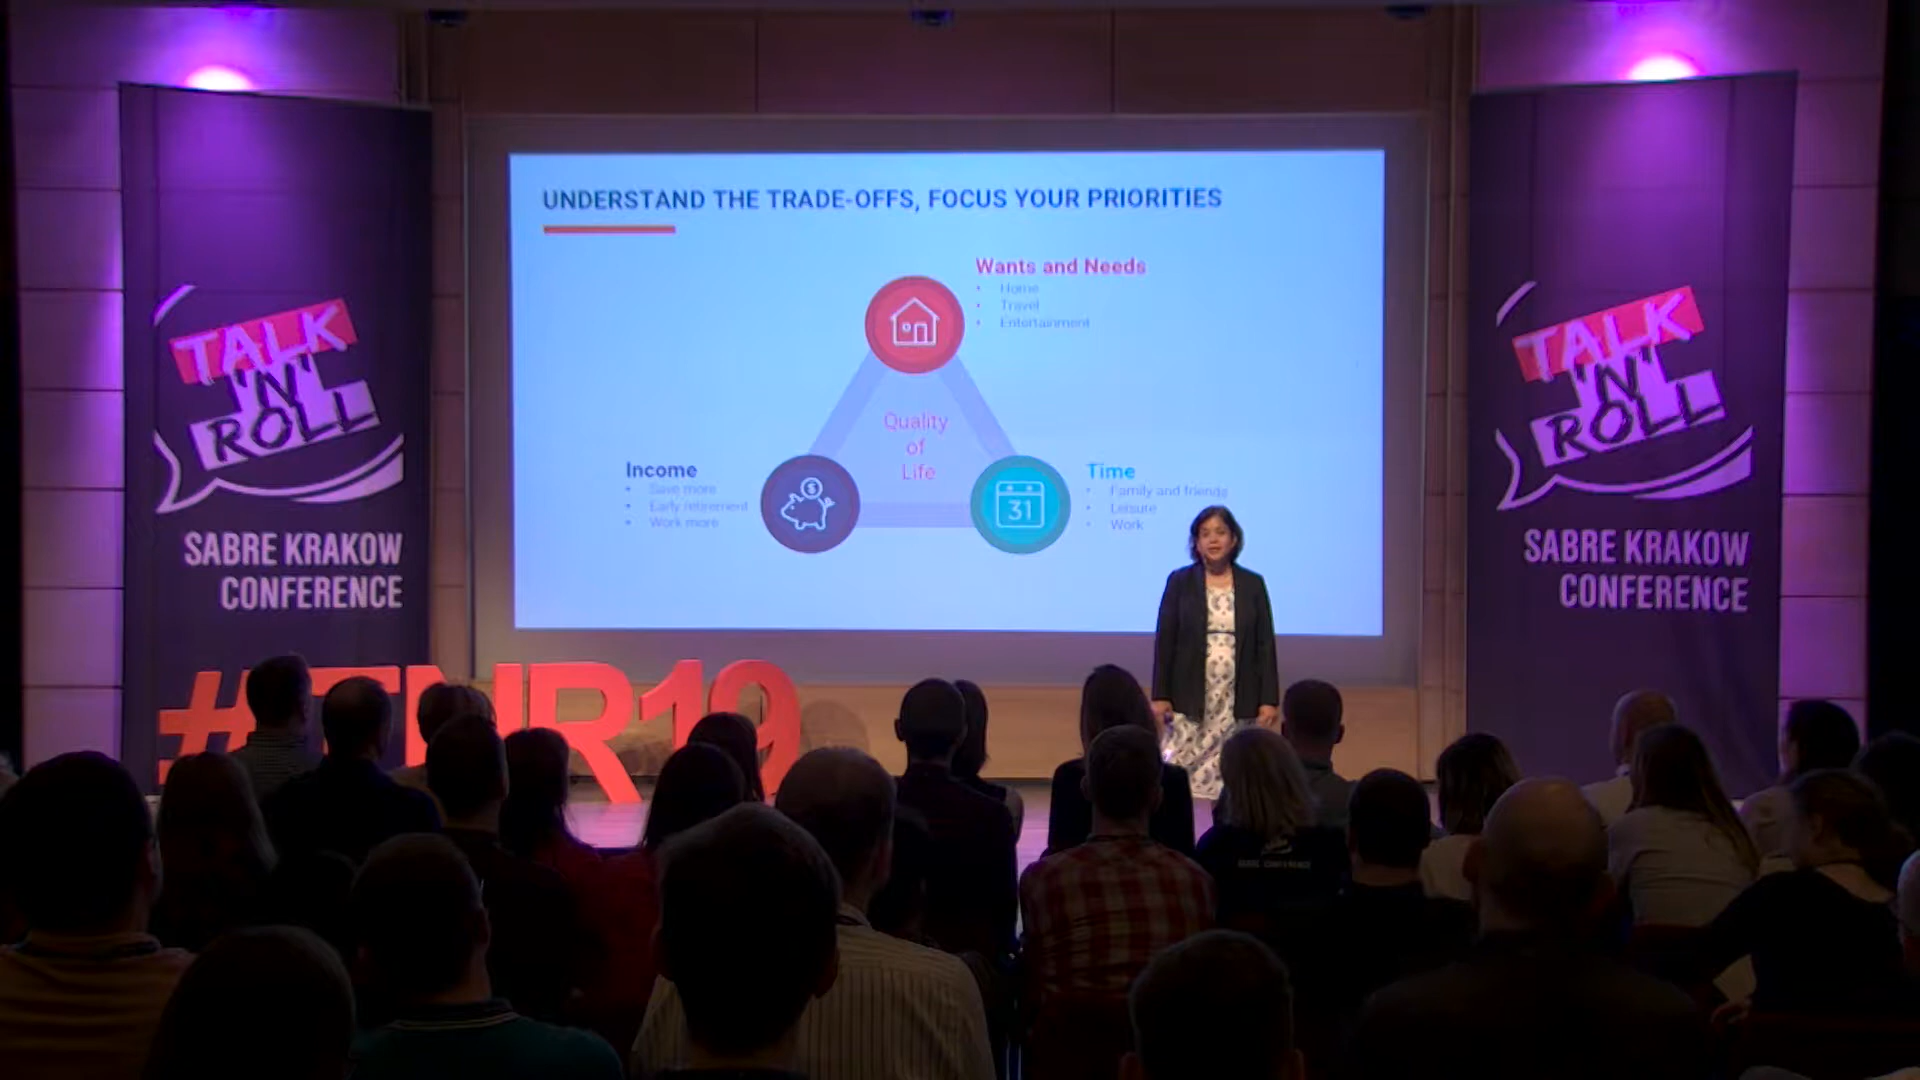 UNDERSTAND THE TRADE-OFFS, FOCUS YOUR PRIORITIES
Wants and Needs
• Home
• Travel
• Entertainment
Quality
of
Life
Income
• Save more
• Early retirement
• Work more
$
31
Time
• Family and friends
• Leisure
• Work
TALK
'N'
ROLL
SABRE KRAKOW
CONFERENCE
TALK
'N'
ROLL
SABRE KRAKOW
CONFERENCE
#TNR19